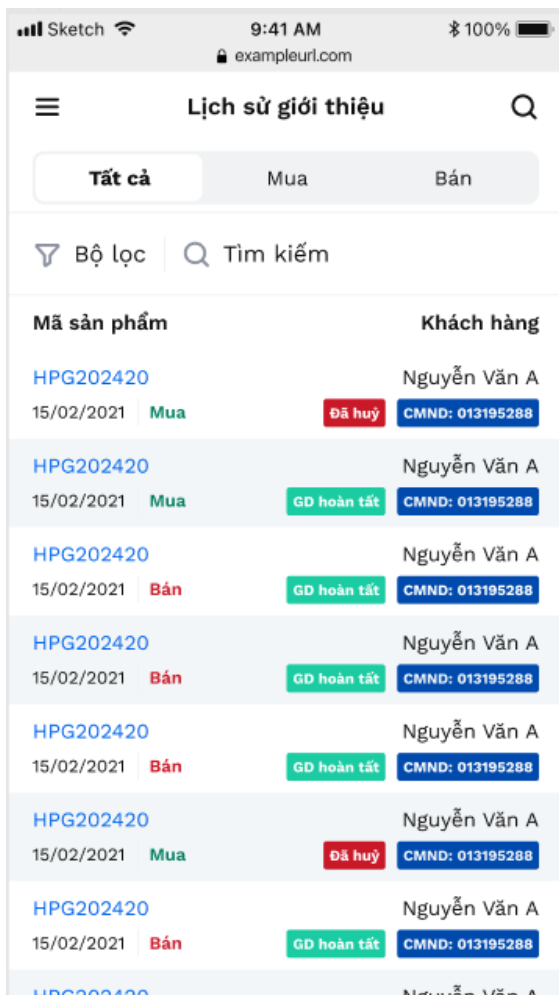 Sketch 9:41 AM 100%
exampleurl.com
Lịch sử giới thiệu
Tất cả Mua Bán
Bộ lọc Tìm kiếm
Mã sản phẩm Khách hàng
HPG202420 Nguyễn Văn A
15/02/2021 Mua Đã huỷ CMND: 013195288
HPG202420 Nguyễn Văn A
15/02/2021 Mua GD hoàn tất CMND: 013195288
HPG202420 Nguyễn Văn A
15/02/2021 Bán GD hoàn tất CMND: 013195288
HPG202420 Nguyễn Văn A
15/02/2021 Bán GD hoàn tất CMND: 013195288
HPG202420 Nguyễn Văn A
15/02/2021 Bán GD hoàn tất CMND: 013195288
HPG202420 Nguyễn Văn A
15/02/2021 Mua Đã huỷ CMND: 013195288
HPG202420 Nguyễn Văn A
15/02/2021 Bán GD hoàn tất CMND: 013195288
HPG202420 Nguyễn Văn A